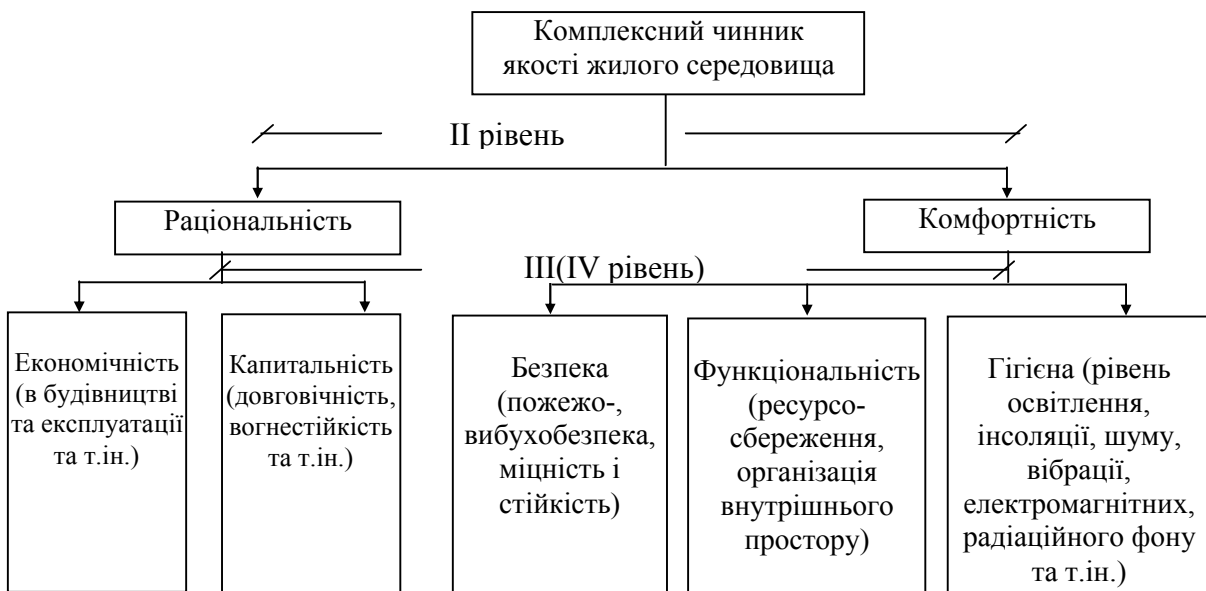 Комплексний чинник
якості жилого середовища
II рівень
Раціональність
Комфортність
III(IV рівень)
Економічність
(в будівництві
та експлуатації
та т.ін.)
Капитальність
(довговічність,
вогнестійкість
та т.ін.)
Безпека
(пожежо-,
вибухобезпека,
міцність і
стійкість)
Функціональність
(ресурсо-
сбереження,
організація
внутрішнього
простору)
Гігієна (рівень
освітлення,
інсоляції, шуму,
вібрації,
електромагнітних,
радіаційного фону
та т.ін.)